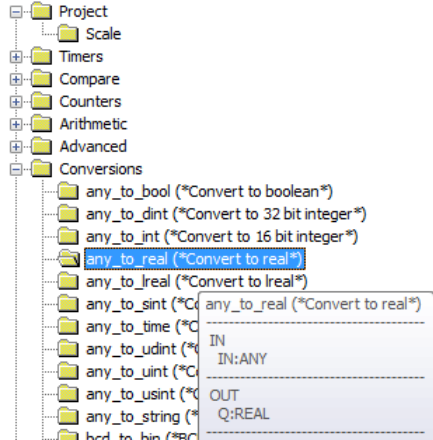 Project
Scale
Timers
Compare
Counters
Arithmetic
Advanced
Conversions
any_to_bool (*Convert to boolean*)
any_to_dint (*Convert to 32 bit integer*)
any_to_int (*Convert to 16 bit integer*)
any_to_real (*Convert to real*)
any_to_lreal (*Convert to lreal*)
any_to_sint (*Co
any_to_real (*Convert to real*)
any_to_time (*C
IN
any_to_udint (*
IN:ANY
any_to_uint (*C
any_to_usint (*C
OUT
any_to_string (*
Q:REAL
bcd_to_bin (*BC